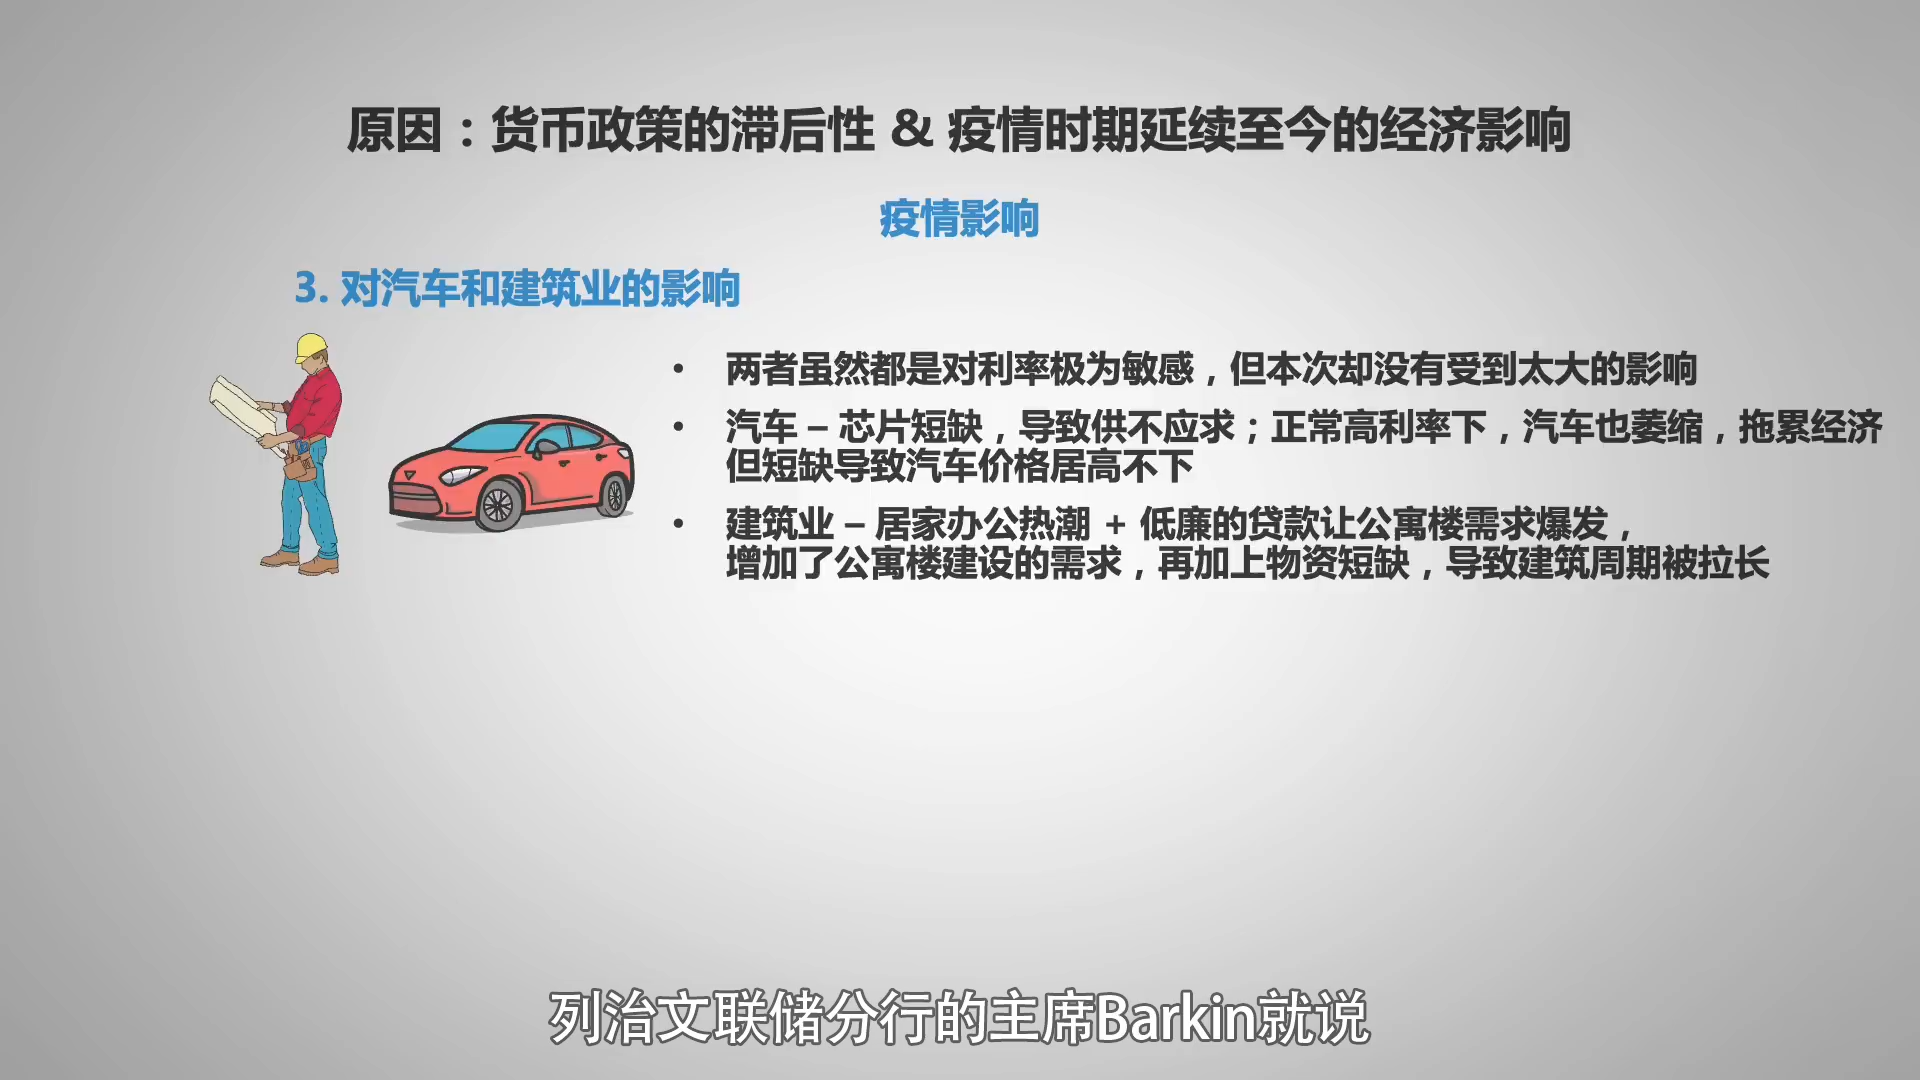 原因：货币政策的滞后性 & 疫情时期延续至今的经济影响
疫情影响
3. 对汽车和建筑业的影响
• 两者虽然都是对利率极为敏感，但本次却没有受到太大的影响
• 汽车 – 芯片短缺，导致供不应求；正常高利率下，汽车也萎缩，拖累经济
但短缺导致汽车价格居高不下
• 建筑业 – 居家办公热潮 + 低廉的贷款让公寓楼需求爆发，
增加了公寓楼建设的需求，再加上物资短缺，导致建筑周期被拉长
列治文联储分行的主席Barkin就说